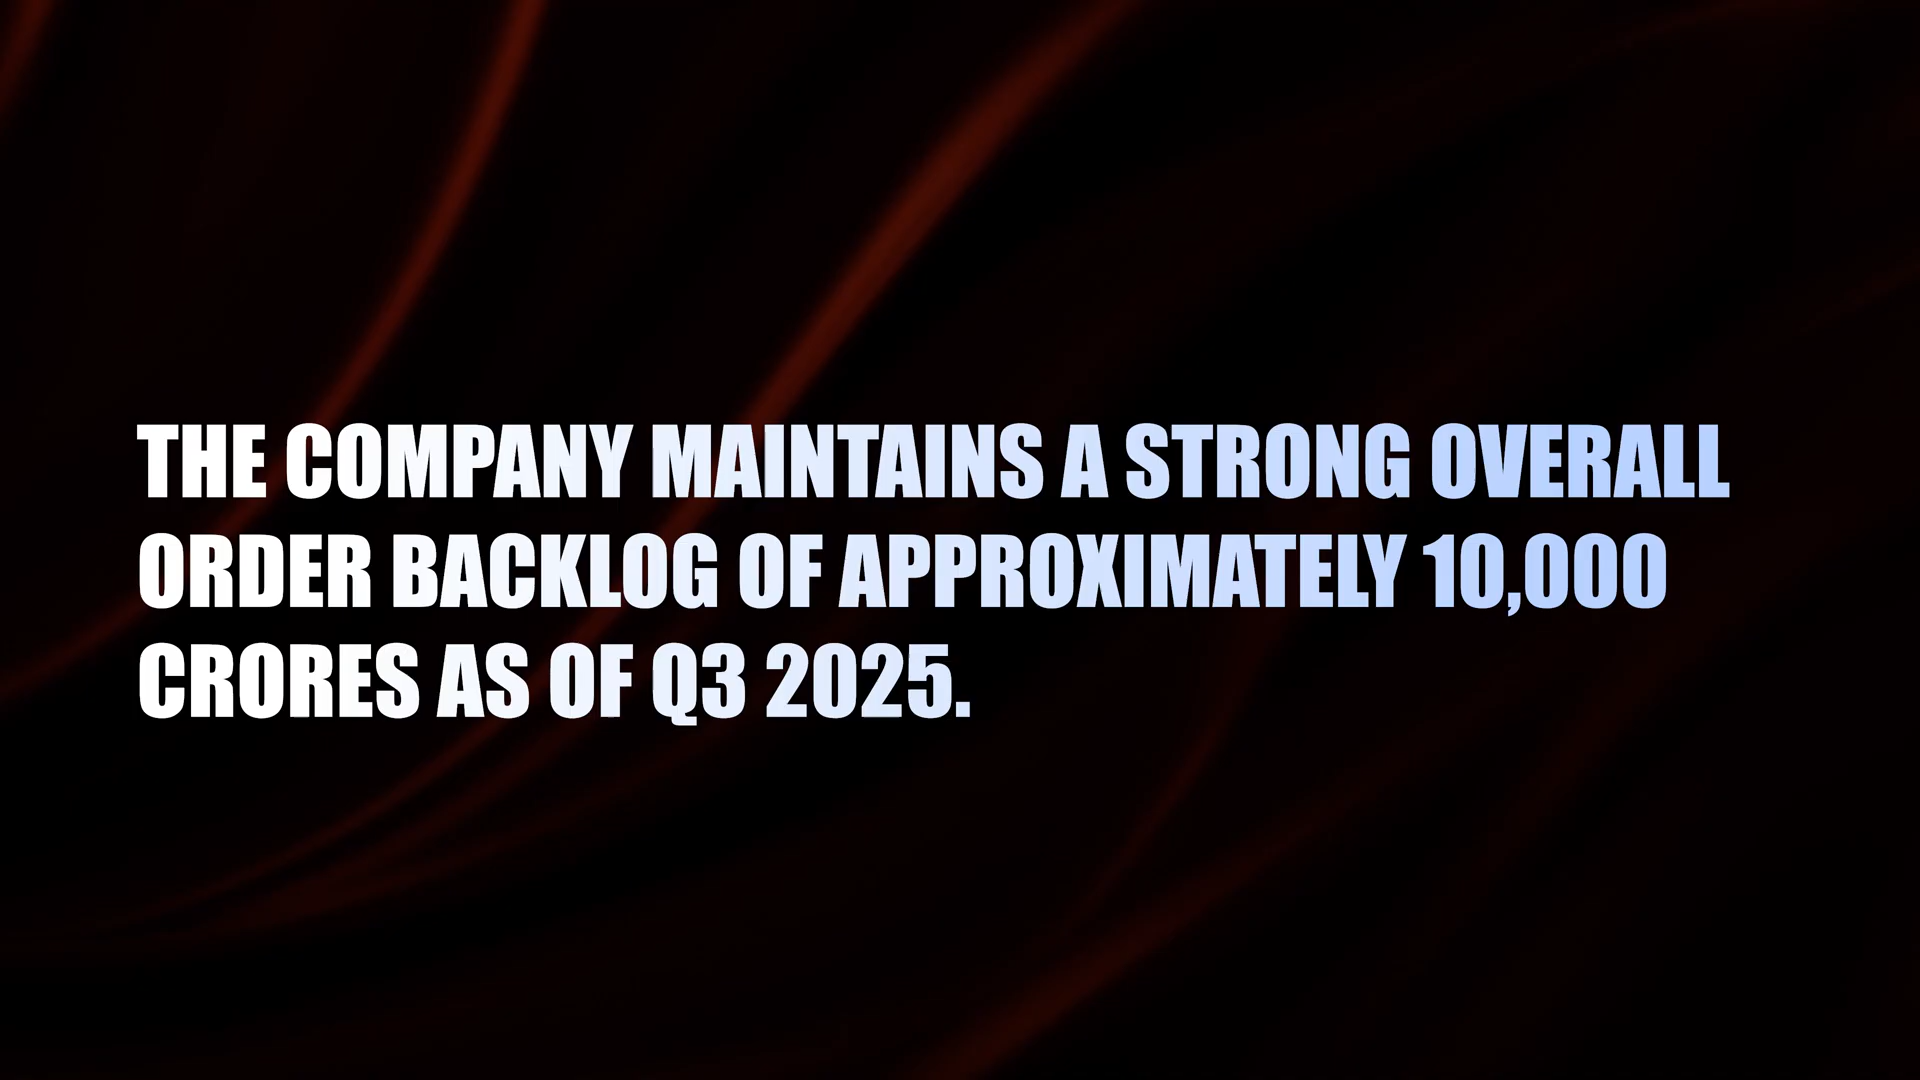 THE COMPANY MAINTAINS A STRONG OVERALL
ORDER BACKLOG OF APPROXIMATELY 10,000
CRORES AS OF Q3 2025.